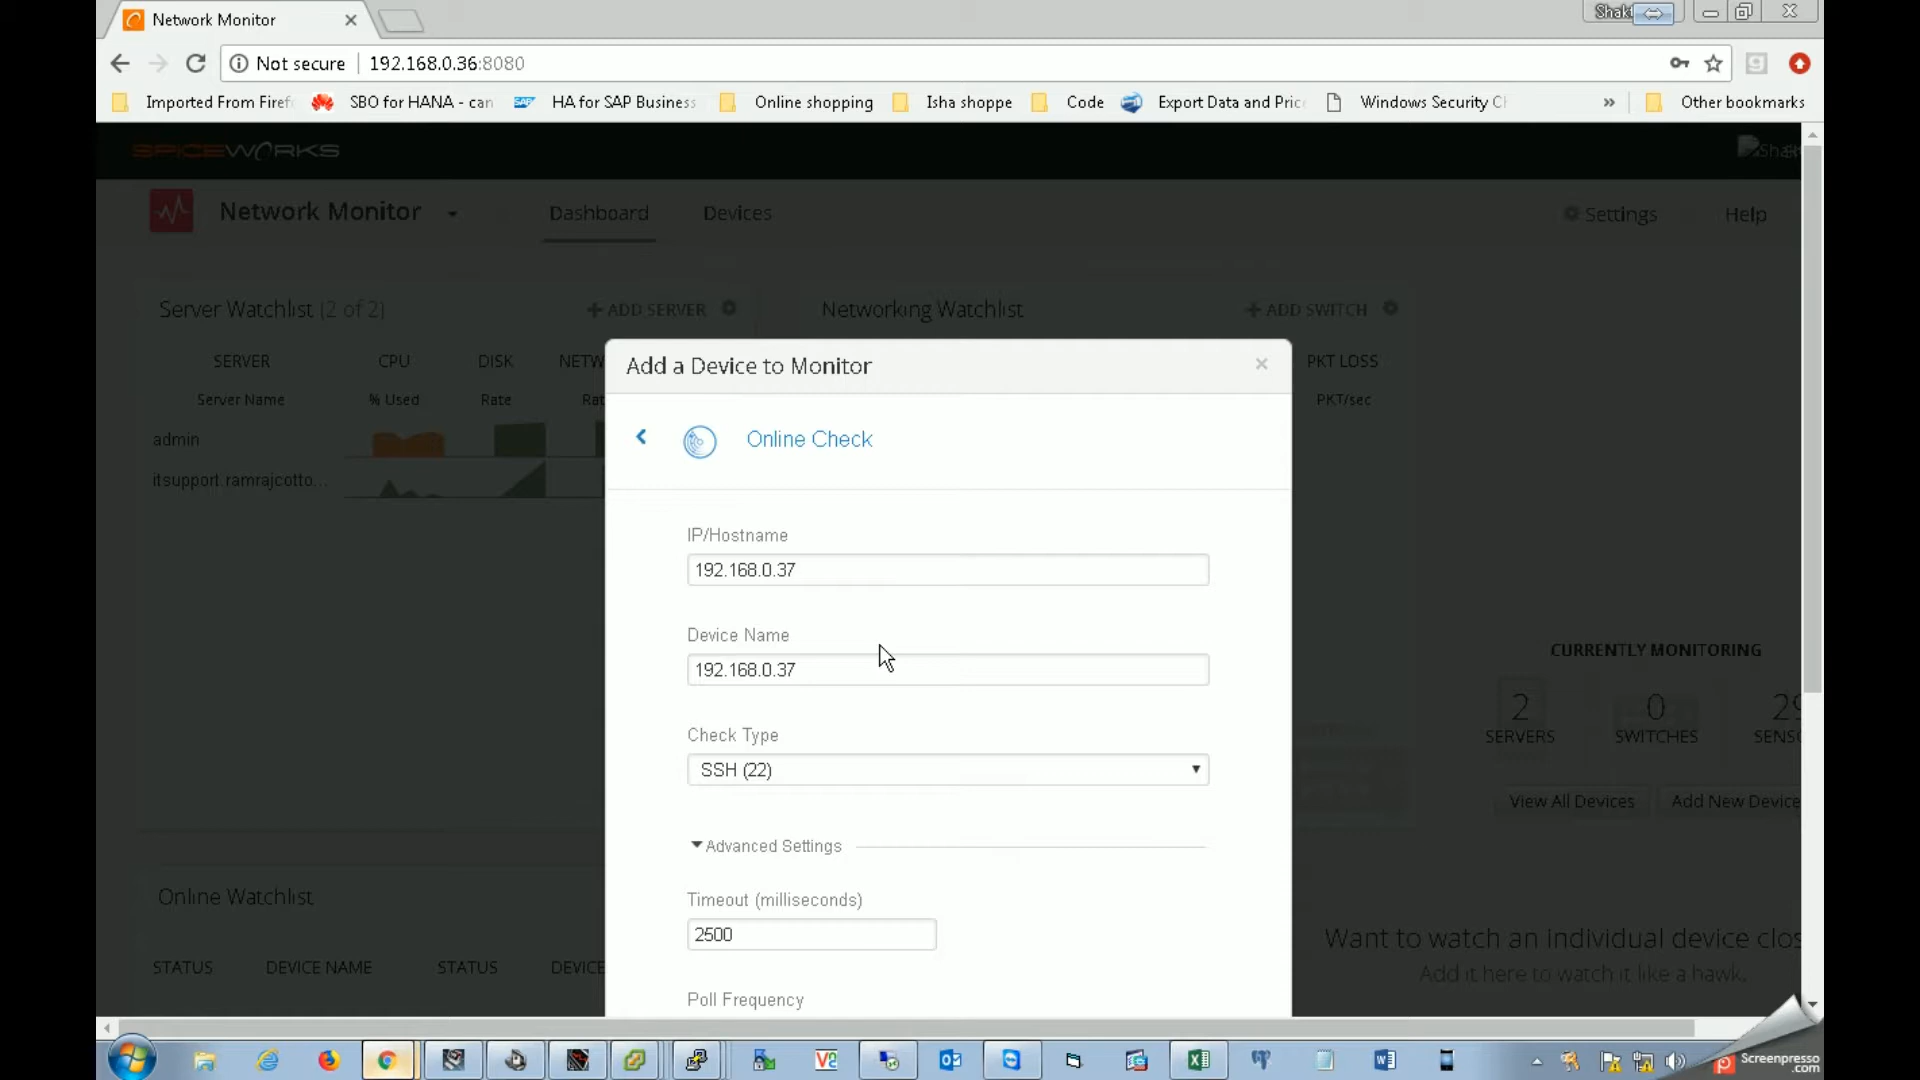 Network Monitor
Not secure 192.168.0.36:8080
Imported From Firef
SBO for HANA - can
HA for SAP Business
Online shopping
Isha shoppe
Code
Export Data and Pric
Windows Security Cl
» Other bookmarks
SPICEWORKS
Network Monitor
Dashboard
Devices
Settings
Help
Server Watchlist (2 of 2)
+ ADD SERVER
Networking Watchlist
+ ADD SWITCH
SERVER CPU DISK NETW
Server Name % Used Rate Rat
PKT LOSS
PKT/sec
admin
itsupport.ramrajcotto...
Add a Device to Monitor ×
Online Check
IP/Hostname
192.168.0.37
Device Name
192.168.0.37
Check Type
SSH (22)
Advanced Settings
Timeout (milliseconds)
2500
Poll Frequency
CURRENTLY MONITORING
2 0 29
SERVERS SWITCHES SENSO
View All Devices
Add New Device
Online Watchlist
STATUS DEVICE NAME STATUS DEVICE
Want to watch an individual device clos
Add it here to watch it like a hawk.
Screenpresso
.com